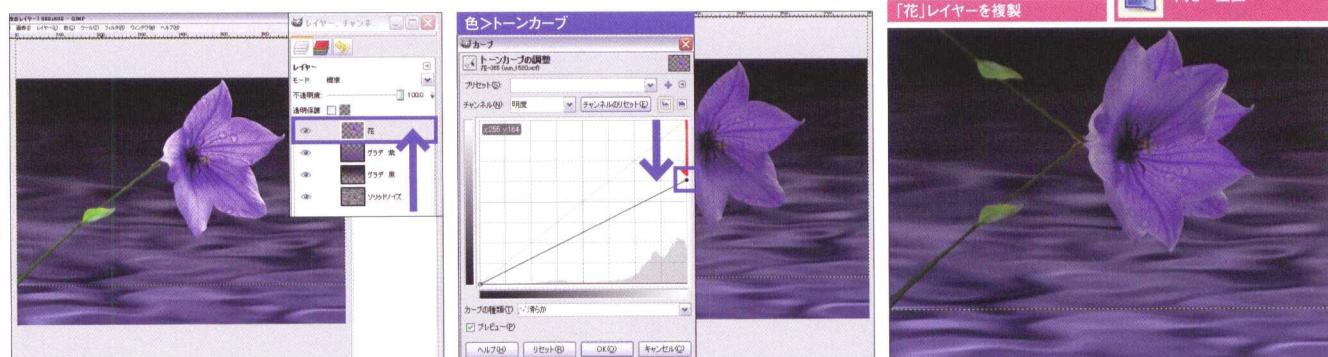 レイヤー, チャンネ...
レイヤー
モード: 標準
不透明度: 100.0
透明保護
花
グラデ 紫
グラデ 黒
ソリッドノイズ
色>トーンカーブ
カーブ
トーンカーブの調整
プリセット(S):
チャンネル(N): 明度 チャンネルのリセット(E)
x:255 y:164
カーブの種類(T): 滑らか
プレビュー(P)
ヘルプ(H) リセット(R) OK(O) キャンセル(C)
「花」レイヤーを複製